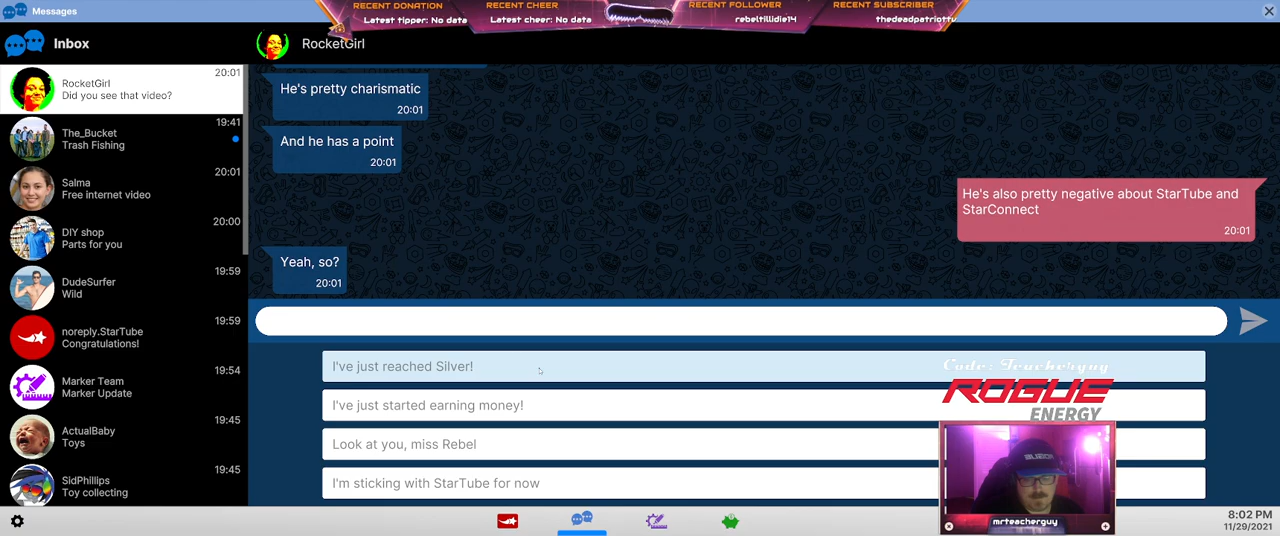 Messages
RECENT DONATION
Latest tipper: No data
RECENT CHEER
Latest cheer: No data
RECENT FOLLOWER
rebeltillidie14
RECENT SUBSCRIBER
thedeadpatriottv
Inbox
RocketGirl
RocketGirl
20:01
Did you see that video?
The_Bucket
19:41
Trash Fishing
Salma
20:01
Free internet video
DIY shop
20:00
Parts for you
DudeSurfer
19:59
Wild
noreply.StarTube
19:59
Congratulations!
Marker Team
19:54
Marker Update
ActualBaby
19:45
Toys
SidPhillips
19:45
Toy collecting
He's pretty charismatic
20:01
And he has a point
20:01
He's also pretty negative about StarTube and
StarConnect
20:01
Yeah, so?
20:01
I've just reached Silver!
I've just started earning money!
Look at you, miss Rebel
I'm sticking with StarTube for now
Code: Teacherguy
ROGUE
ENERGY
mrteacherguy
8:02 PM
11/29/2021